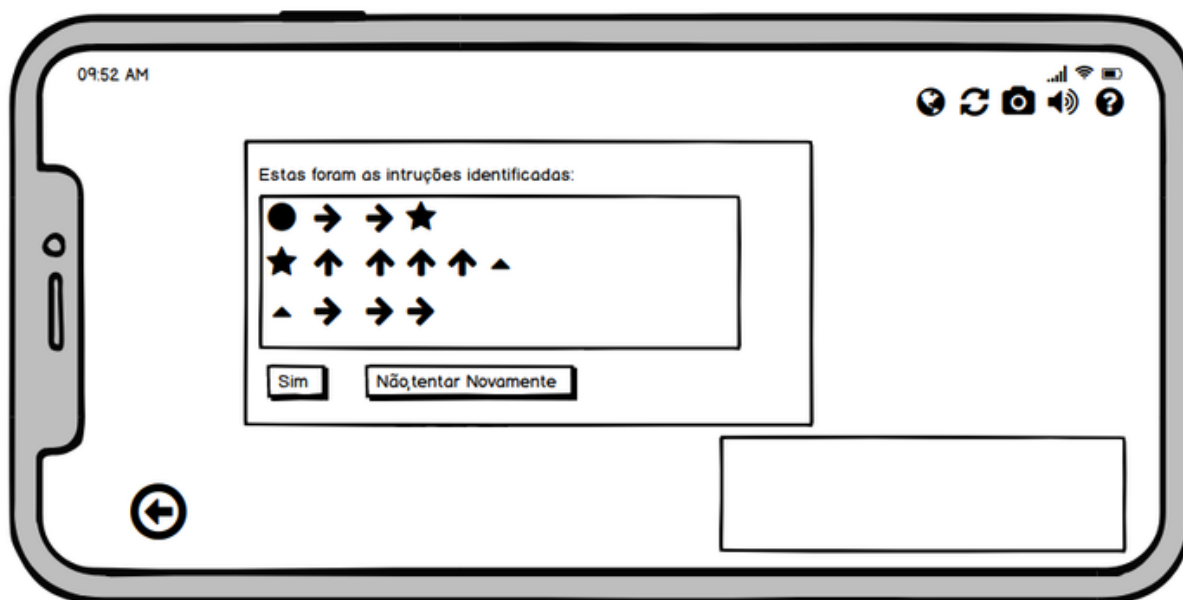 09:52 AM
Estas foram as intruções identificadas:
Sim
Não,tentar Novamente